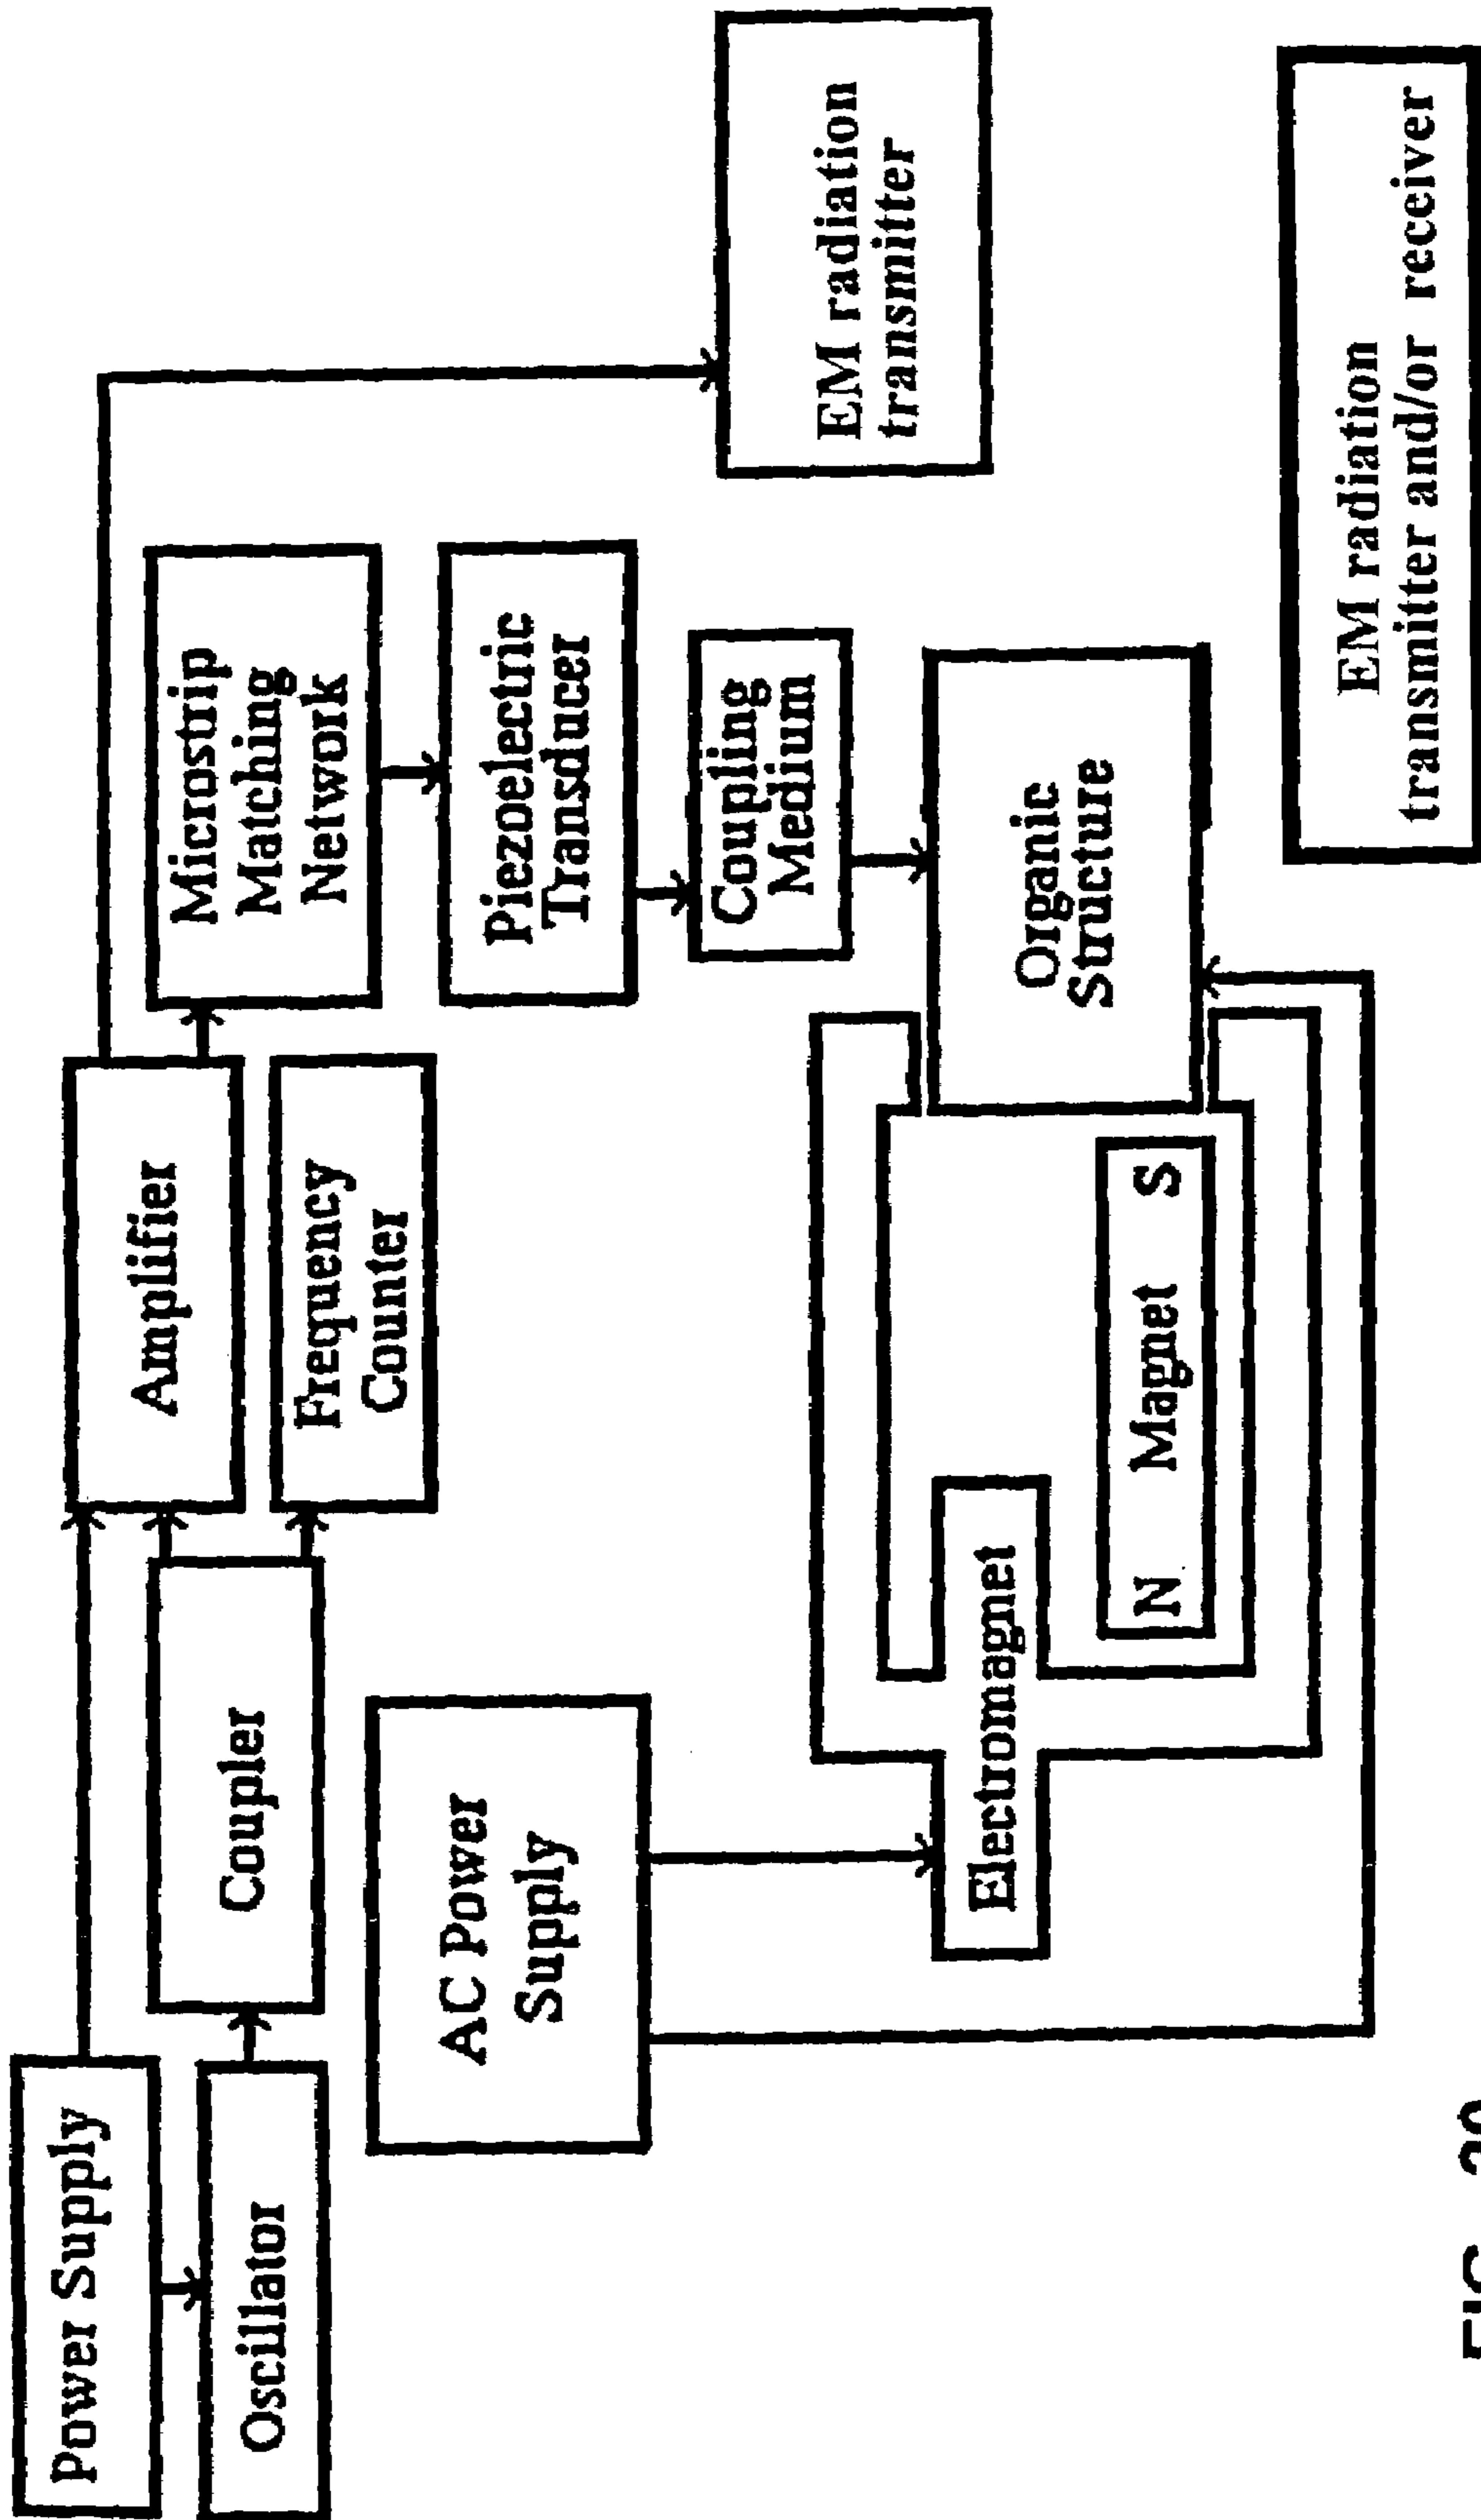 Power Supply
Oscillator
Coupler
Amplifier
Frequency
Counter
Microstrip
Matching
Network
Piezoelectric
Transducer
Coupling
Medium
EM radiation
transmitter
AC Power
Supply
Electromagnet
N Magnet S
Organic
Structure
EM radiation
transmitter and/or receiver